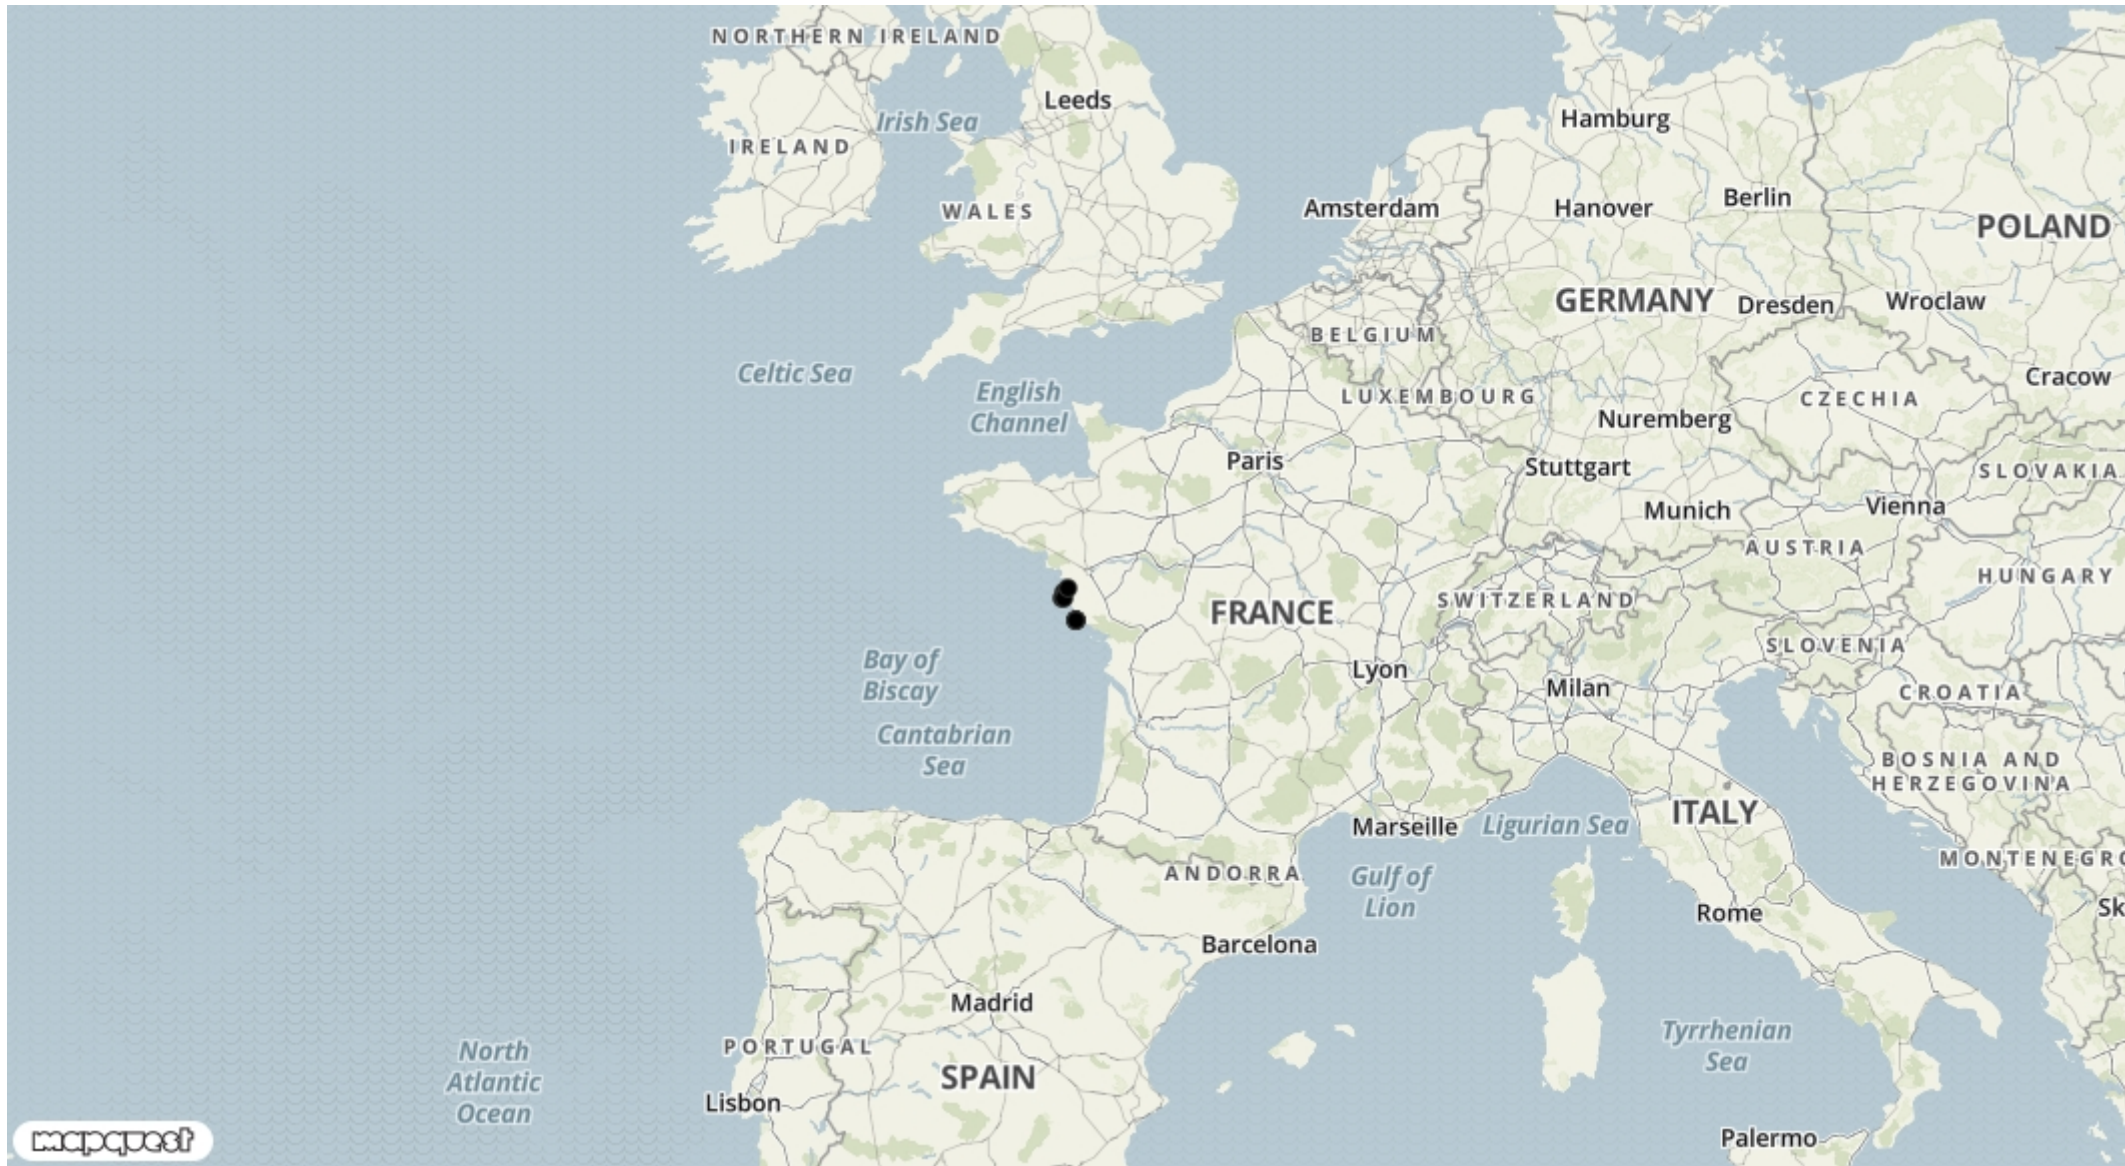 NORTHERN IRELAND
Leeds
Irish Sea
IRELAND
Hamburg
WALES
Amsterdam
Hanover
Berlin
POLAND
GERMANY
Dresden
Wroclaw
BELGIUM
Celtic Sea
English
Channel
LUXEMBOURG
Cracow
CZECHIA
Nuremberg
Paris
Stuttgart
SLOVAKIA
Munich
Vienna
AUSTRIA
HUNGARY
SWITZERLAND
FRANCE
SLOVENIA
Bay of
Biscay
Lyon
Milan
CROATIA
Cantabrian
Sea
BOSNIA AND
HERZEGOVINA
ITALY
Marseille
Ligurian Sea
MONTENEGRO
ANDORRA
Gulf of
Lion
Sk
Rome
Barcelona
Madrid
Tyrrhenian
Sea
PORTUGAL
North
Atlantic
Ocean
SPAIN
Lisbon
Palermo
mapquest